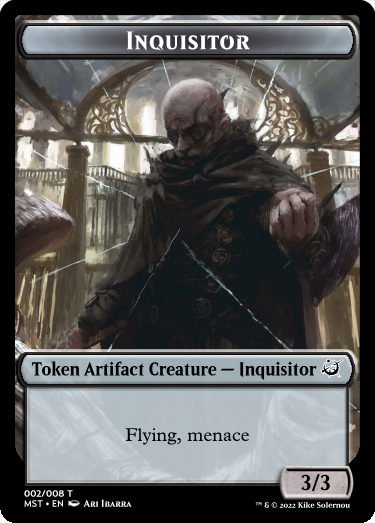 Inquisitor
Token Artifact Creature — Inquisitor
Flying, menace
3/3
002/008 T
MST • EN Ari Ibarra
™ & © 2022 Kike Solernou